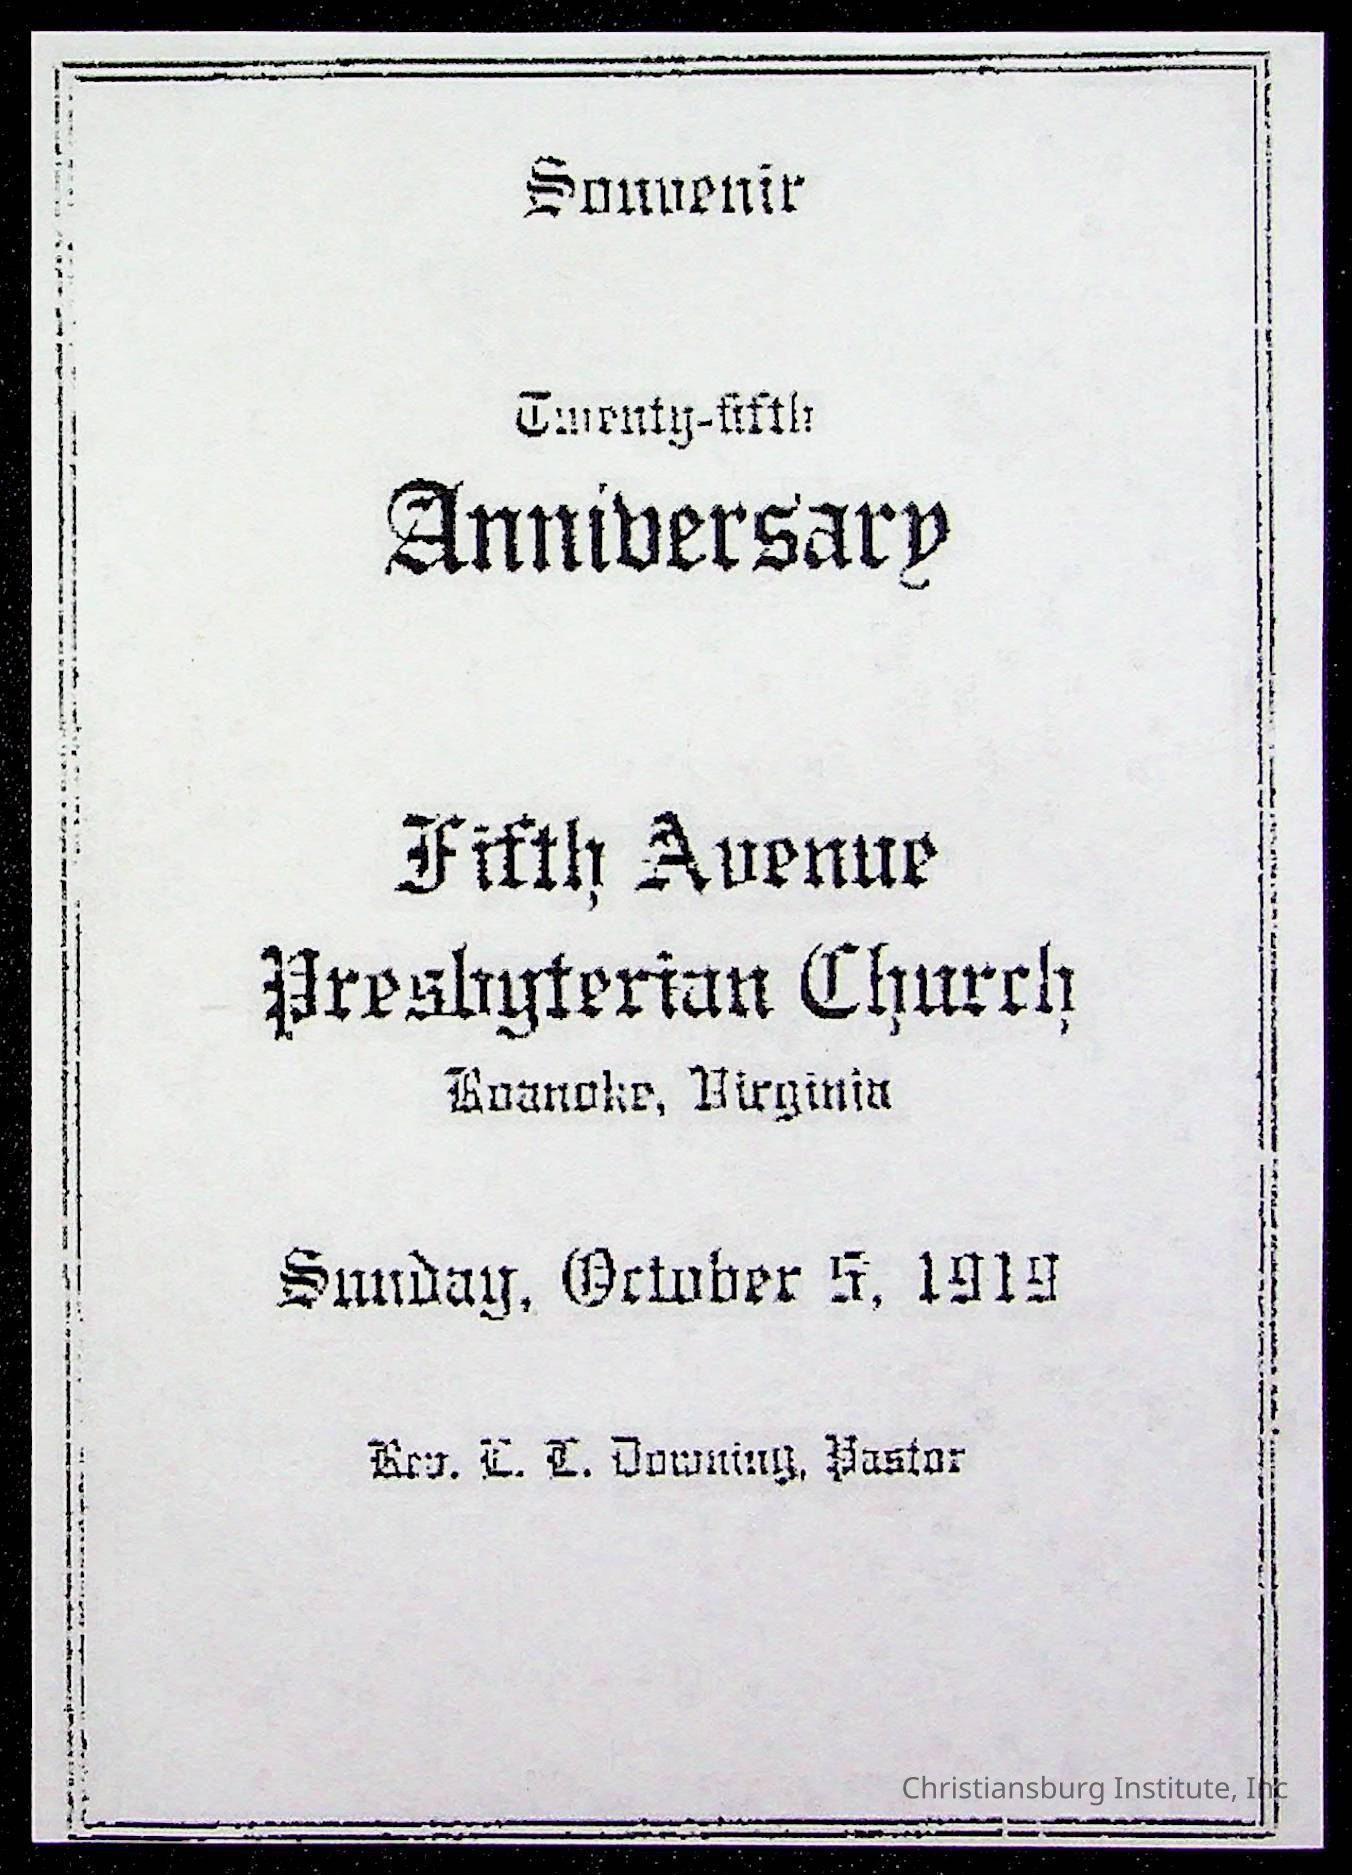 Souvenir
Twenty-fifth
Anniversary
Fifth Avenue
Presbyterian Church
Roanoke, Virginia
Sunday, October 5, 1919
Rev. L. L. Downing, Pastor
Christiansburg Institute, Inc